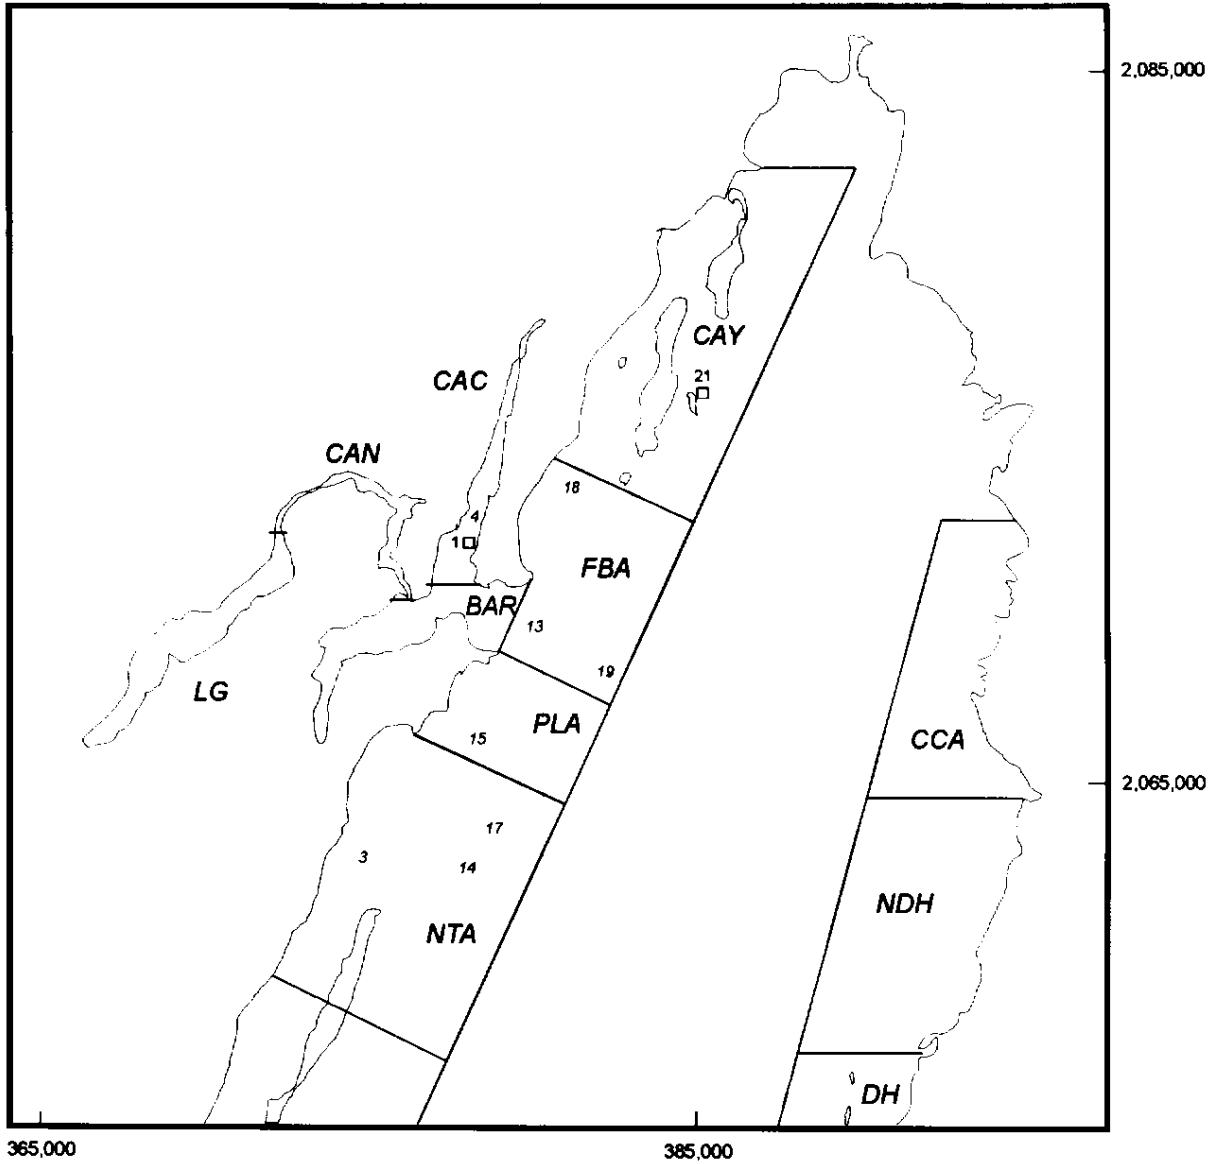 2,085,000
CAY
CAC
21
CAN
18
4
1
FBA
BAR
13
19
LG
PLA
15
CCA
2,065,000
17
3
14
NDH
NTA
DH
365,000
385,000